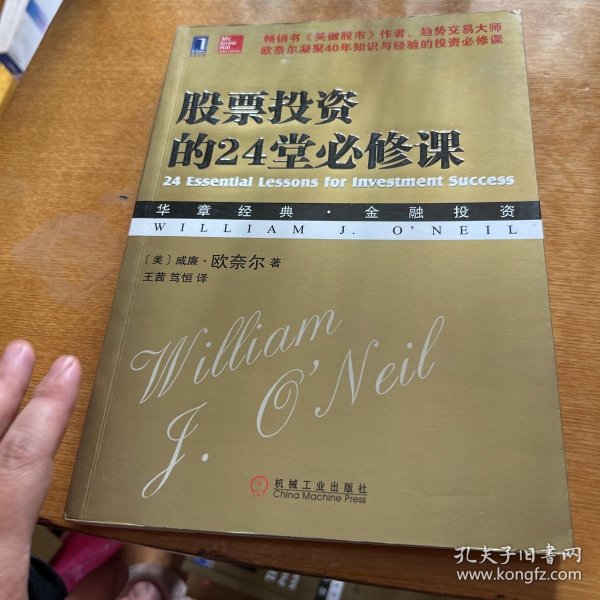 畅销书《笑傲股市》作者、趋势交易大师
欧奈尔凝聚40年知识与经验的投资必修课
Mc
Graw
Hill
Education
股票投资
的24堂必修课
24 Essential Lessons for Investment Success
华章经典·金融投资
WILLIAM J. O'NEIL
〔美〕威廉·欧奈尔 著
王茜 笃恒 译
William
J. O'Neil
机械工业出版社
China Machine Press
孔夫子旧书网
www.kongfz.com